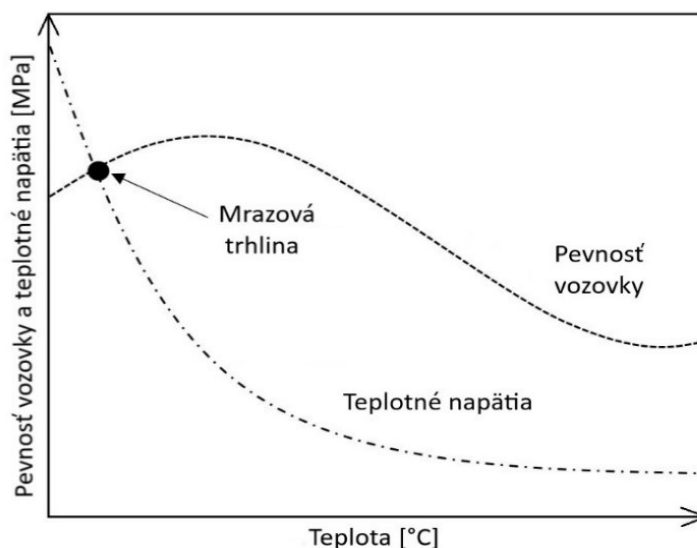 Pevnosť vozovky a teplotné napätia [MPa]
Mrazová
trhlina
Pevnosť
vozovky
Teplotné napätia
Teplota [°C]